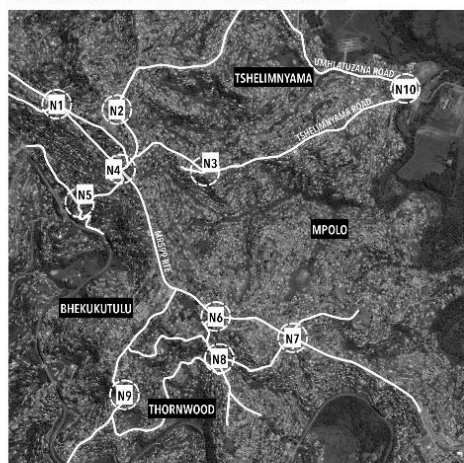 TSHELIMNYAMA
UMHLATUZANA ROAD
N10
N1
N2
TSHELIMNYAMA ROAD
N4
N3
N5
MPOLO
BHEKUKUTULU
N6
N7
N8
N9
THORNWOOD